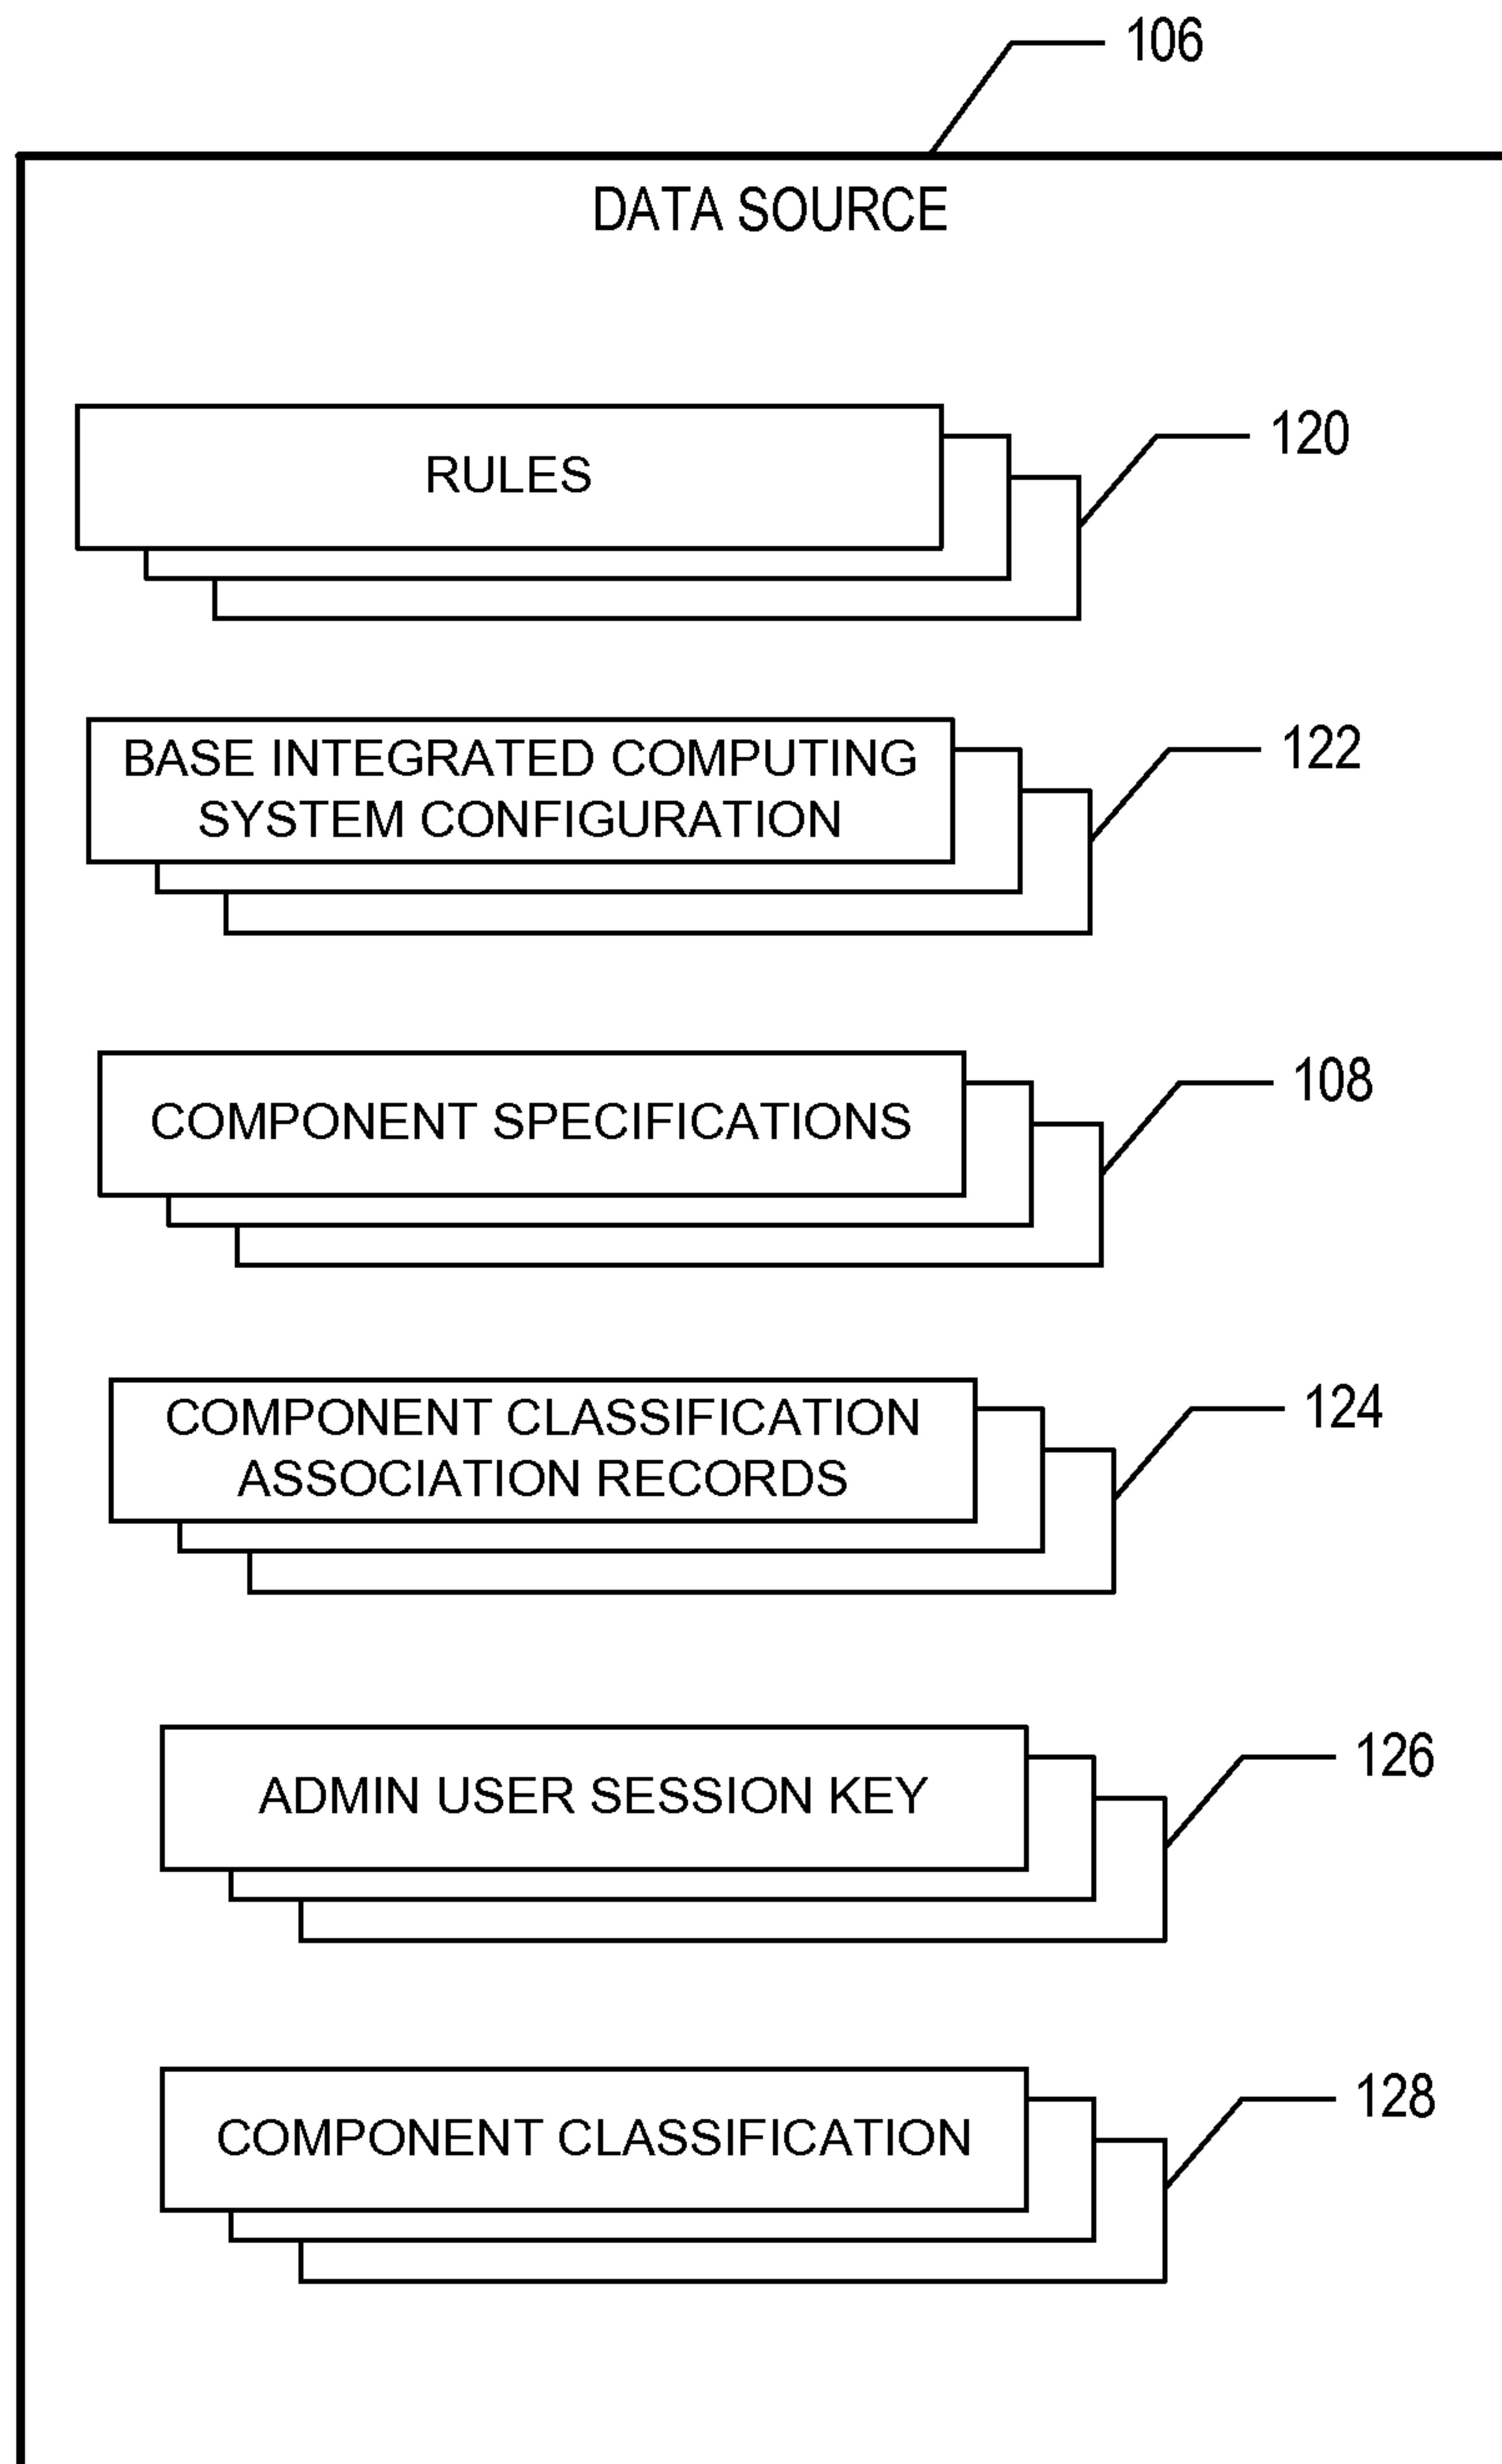 106
DATA SOURCE
RULES
120
BASE INTEGRATED COMPUTING
SYSTEM CONFIGURATION
122
COMPONENT SPECIFICATIONS
108
COMPONENT CLASSIFICATION
ASSOCIATION RECORDS
124
ADMIN USER SESSION KEY
126
COMPONENT CLASSIFICATION
128